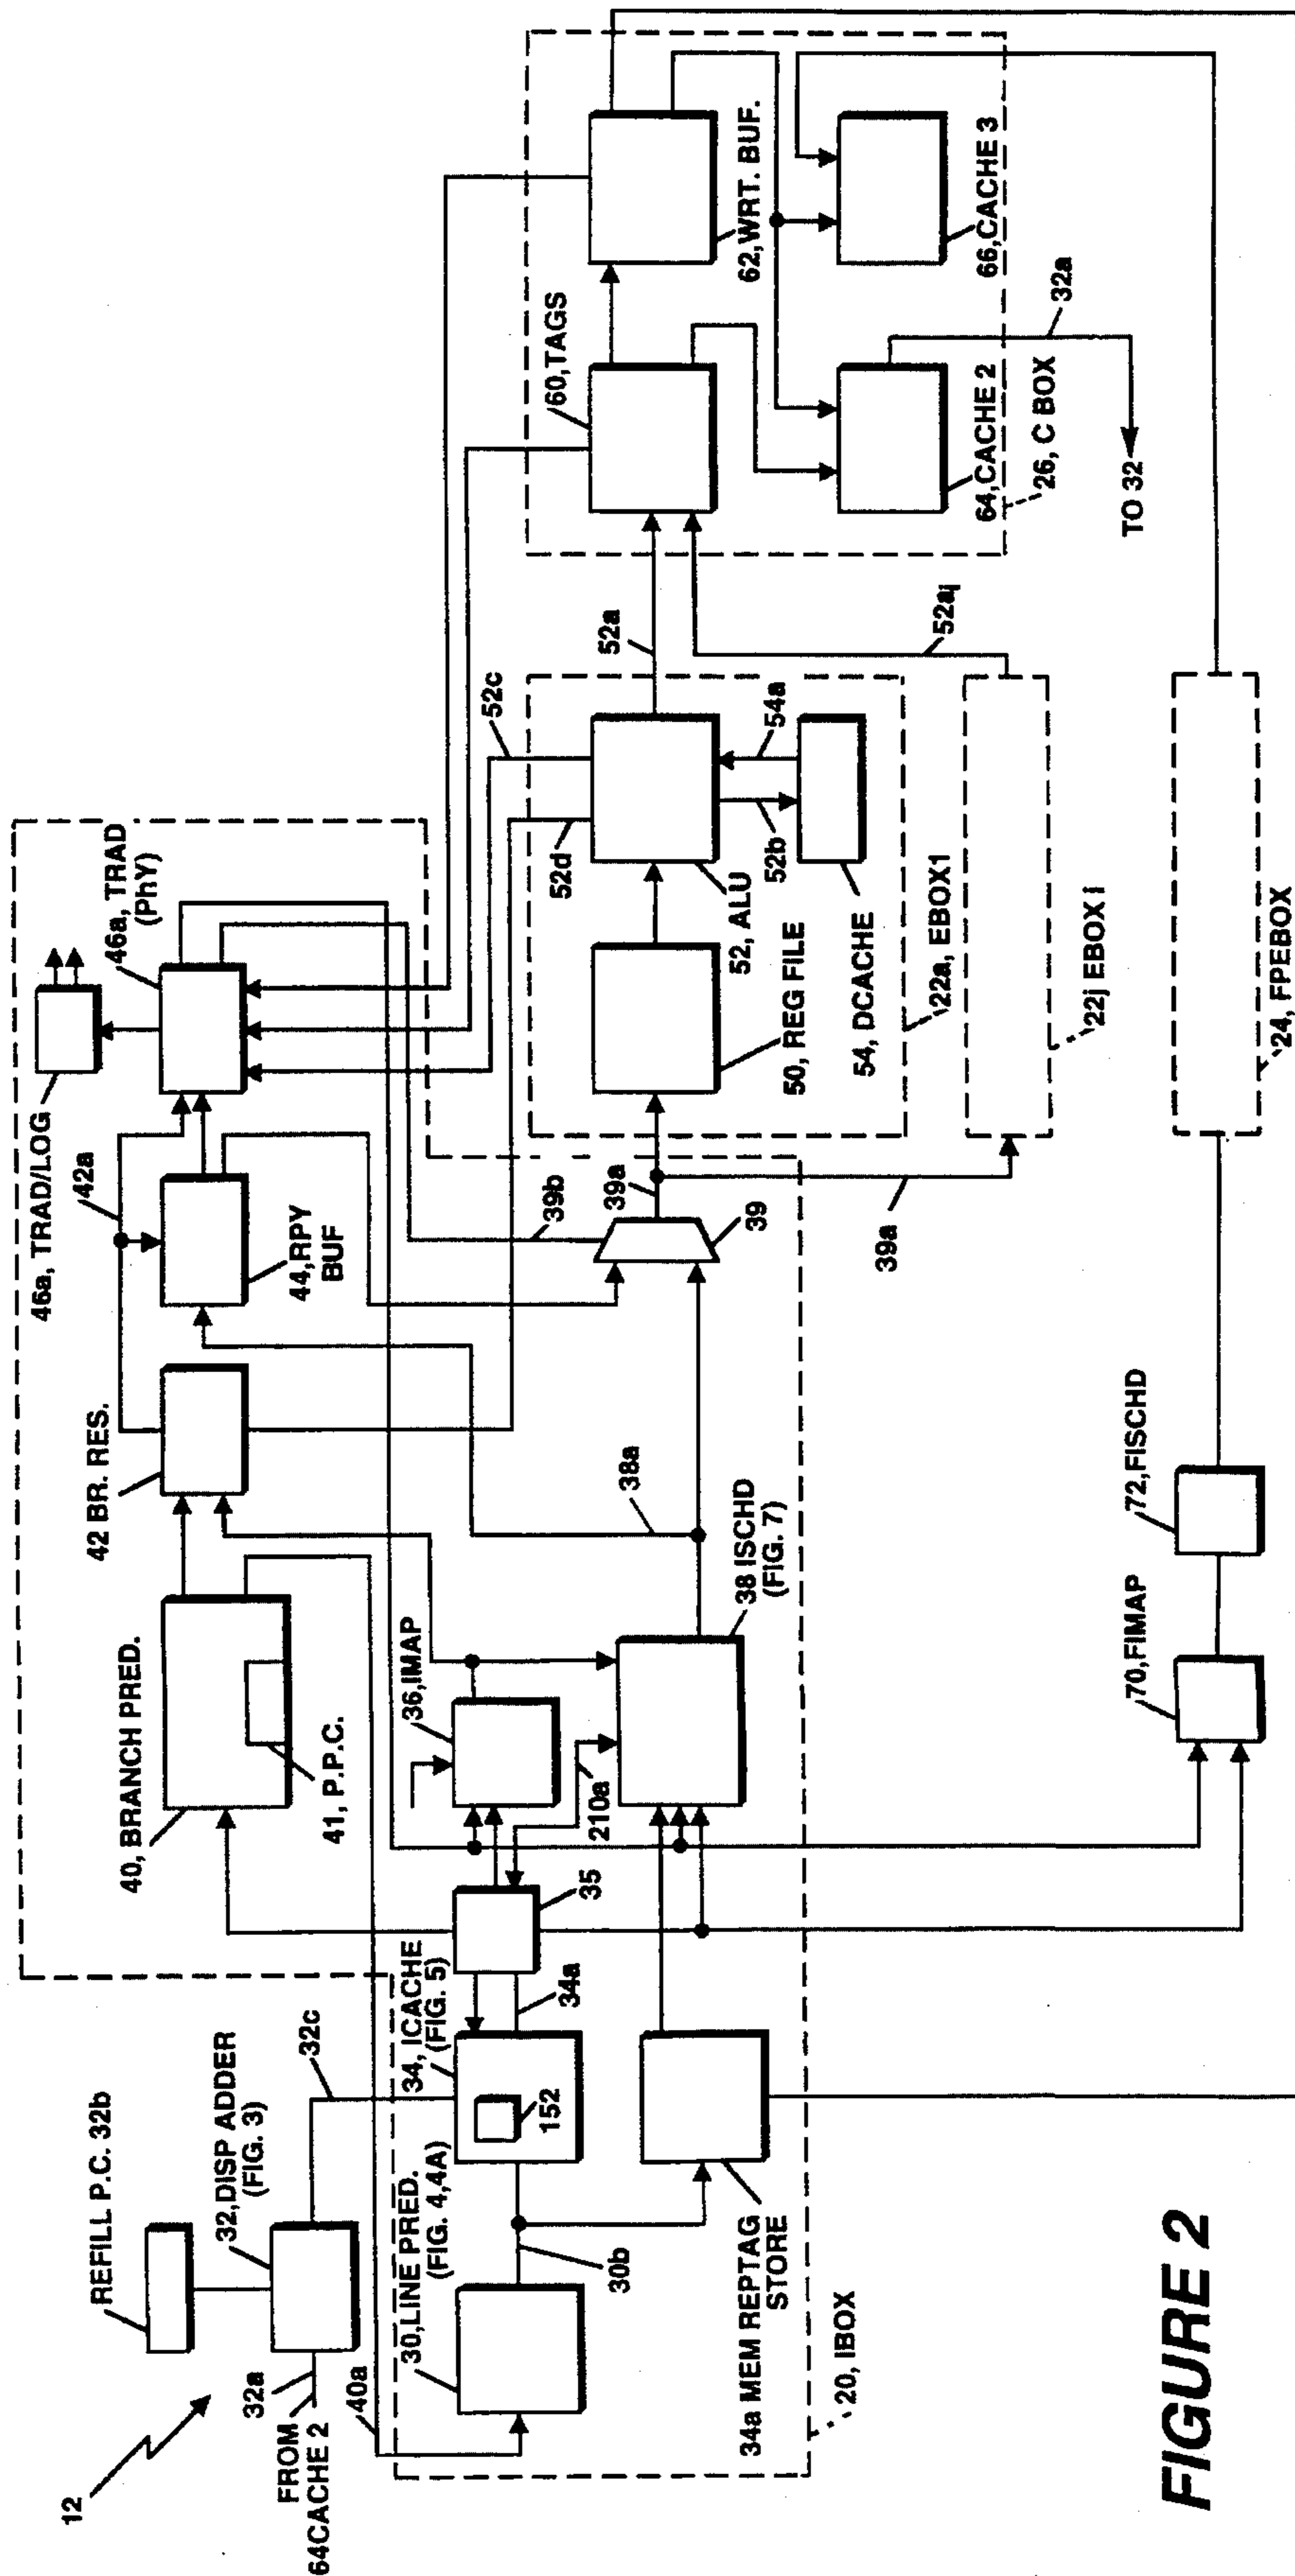 12
REFILL P.C. 32b
32,DISP ADDER
(FIG. 3)
32a
FROM
64CACHE 2
32c
40a
30,LINE PRED.
(FIG. 4,4A)
30b
34, ICACHE
(FIG. 5)
34a
152
34a MEM REPTAG
STORE
20, IBOX
35
40, BRANCH PRED.
41, P.P.C.
36,IMAP
210a
38 ISCHD
(FIG. 7)
38a
42 BR. RES.
42a
44,RPY
BUF
46a, TRAD/LOG
46a, TRAD
(PhY)
39b
39a
39
39a
50, REG FILE
52, ALU
52d
52c
52a
52b
54a
54, DCACHE
22a, EBOX1
22j EBOX i
52ai
60,TAGS
62,WRT. BUF.
64,CACHE 2
66,CACHE 3
26, C BOX
32a
TO 32
70,FIMAP
72,FISCHD
24, FPEBOX
FIGURE 2